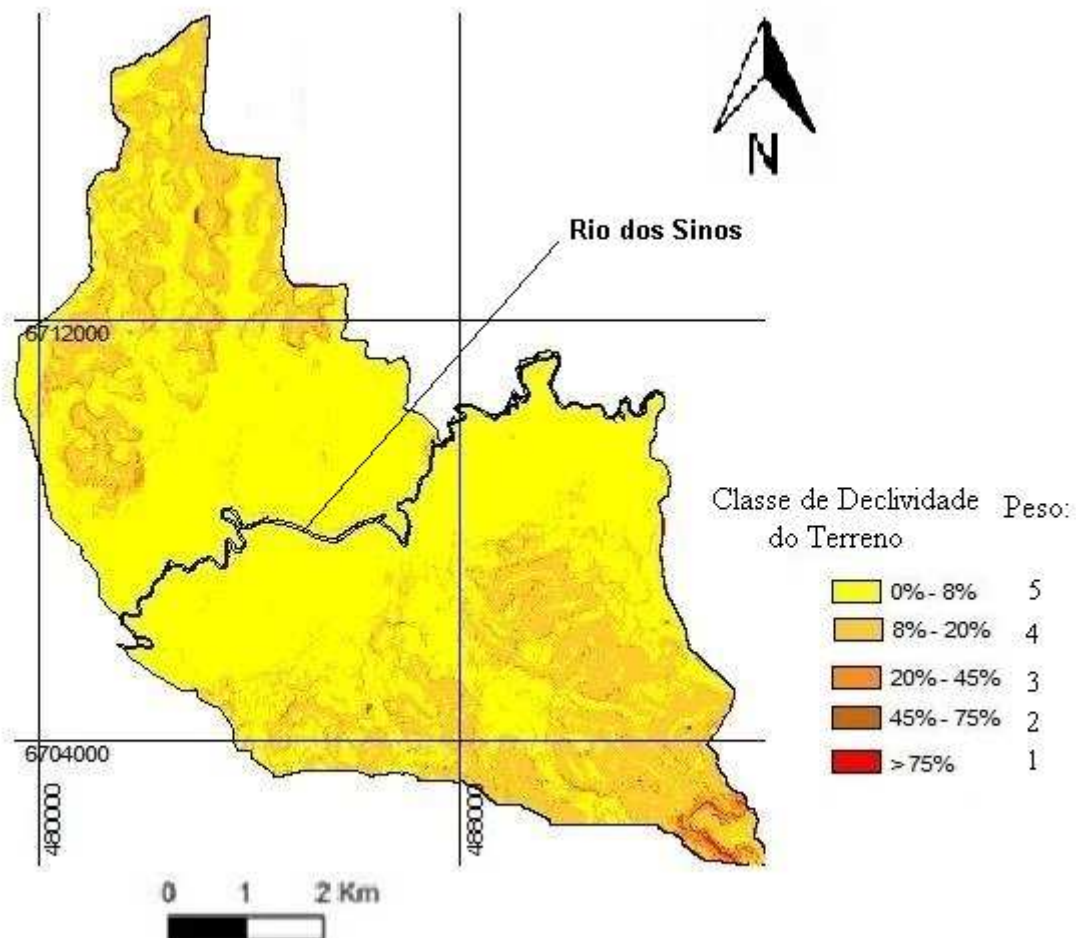 N
Rio dos Sinos
6712000
Classe de Declividade Peso:
do Terreno
0% - 8% 5
8% - 20% 4
20% - 45% 3
45% - 75% 2
>75% 1
6704000
480000
488000
0 1 2 Km